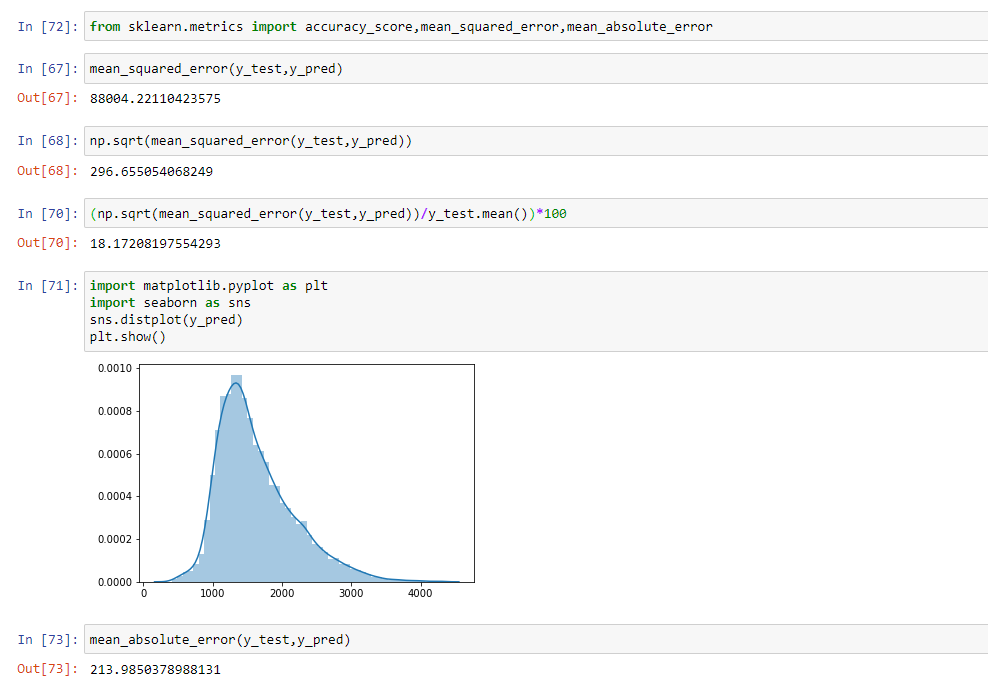 In [72]: from sklearn.metrics import accuracy_score,mean_squared_error,mean_absolute_error
In [67]: mean_squared_error(y_test,y_pred)
Out[67]: 88004.22110423575
In [68]: np.sqrt(mean_squared_error(y_test,y_pred))
Out[68]: 296.655054068249
In [70]: (np.sqrt(mean_squared_error(y_test,y_pred))/y_test.mean())*100
Out[70]: 18.17208197554293
In [71]: import matplotlib.pyplot as plt
import seaborn as sns
sns.distplot(y_pred)
plt.show()
0.0010
0.0008
0.0006
0.0004
0.0002
0.0000
0 1000 2000 3000 4000
In [73]: mean_absolute_error(y_test,y_pred)
Out[73]: 213.9850378988131